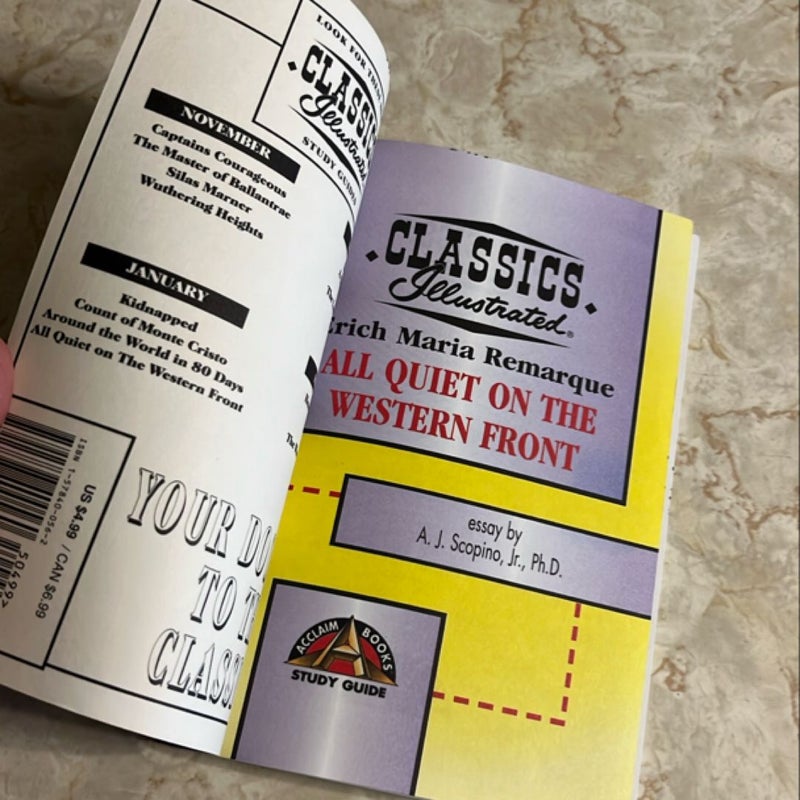 LOOK FOR THESE
CLASSICS
Illustrated
STUDY GUIDES
NOVEMBER
Captains Courageous
The Master of Ballantrae
Silas Marner
Wuthering Heights
JANUARY
Kidnapped
Count of Monte Cristo
Around the World in 80 Days
All Quiet on The Western Front
ISBN 1-57840-056-2
US $4.99 / CAN $6.99
50499
YOUR DO
TO T
CLASS
CLASSICS
Illustrated®
Erich Maria Remarque
ALL QUIET ON THE
WESTERN FRONT
essay by
A. J. Scopino, Jr., Ph.D.
ACCLAIM BOOKS
STUDY GUIDE